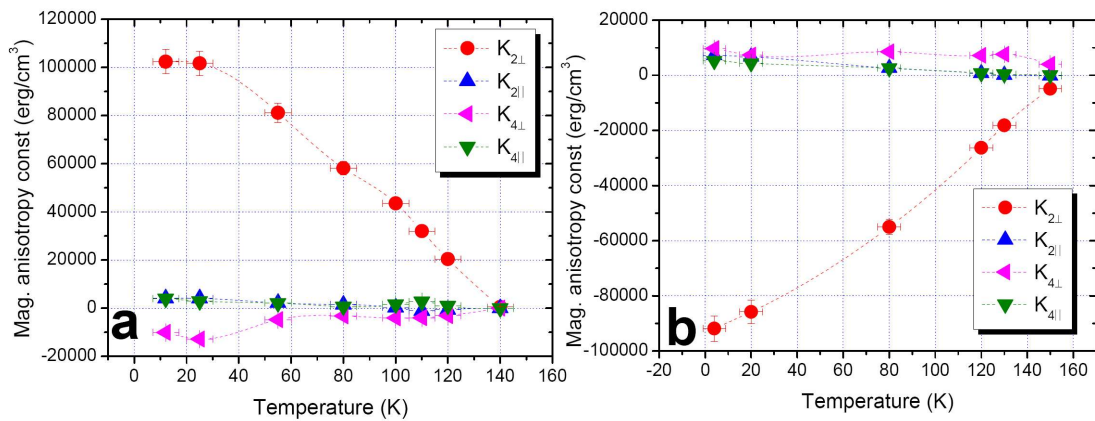 Mag. anisotropy const (erg/cm³)
100000
80000
60000
40000
20000
0
-20000
K₂⊥
K₂||
K₄⊥
K₄||
a
0 20 40 60 80 100 120 140 160
Temperature (K)
Mag. anisotropy const (erg/cm³)
20000
0
-20000
-40000
-60000
-80000
-100000
K₂⊥
K₂||
K₄⊥
K₄||
b
-20 0 20 40 60 80 100 120 140 160
Temperature (K)